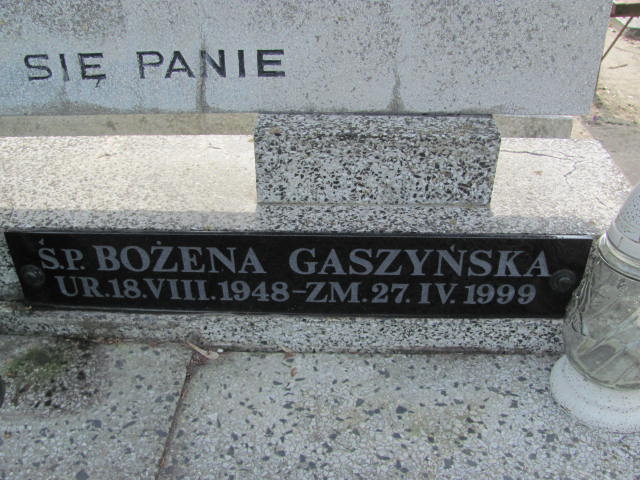 SIĘ PANIE
Ś.P. BOŻENA GASZYŃSKA
UR. 18. VIII. 1948 - ZM. 27. IV. 1999